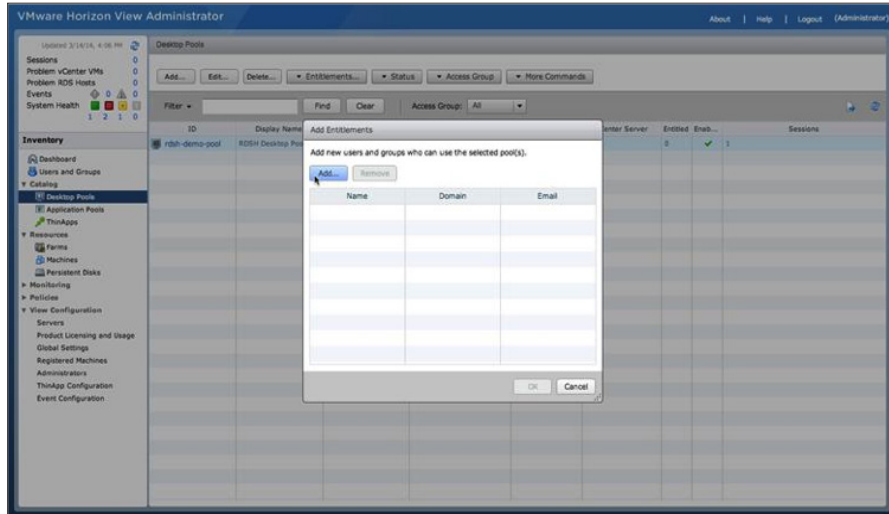 VMware Horizon View Administrator
About | Help | Logout (Administrator)
Updated 3/14/14, 4:06 PM
Sessions 0
Problem vCenter VMs 0
Problem RDS Hosts 0
Events 0 0
System Health
1 2 1 0
Inventory
Dashboard
Users and Groups
Catalog
Desktop Pools
Application Pools
ThinApps
Resources
Farms
Machines
Persistent Disks
Monitoring
Policies
View Configuration
Servers
Product Licensing and Usage
Global Settings
Registered Machines
Administrators
ThinApp Configuration
Event Configuration
Desktop Pools
Add... Edit... Delete... Entitlements... Status Access Group More Commands
Filter Find Clear Access Group: All
ID Display Name enter Server Entitled Enab... Sessions
rdsh-demo-pool RDSH Desktop Poo 0 1
Add Entitlements
Add new users and groups who can use the selected pool(s).
Add... Remove
Name Domain Email
OK Cancel